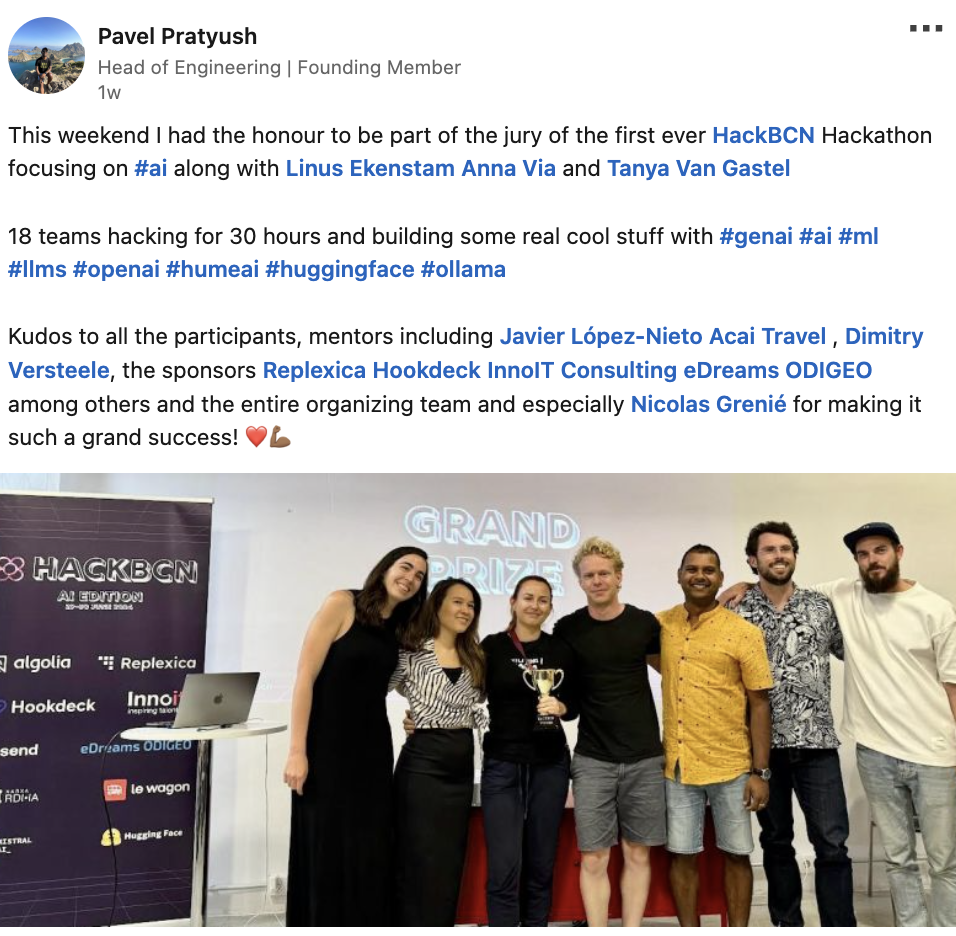 Pavel Pratyush
Head of Engineering | Founding Member
1w
This weekend I had the honour to be part of the jury of the first ever HackBCN Hackathon
focusing on #ai along with Linus Ekenstam Anna Via and Tanya Van Gastel
18 teams hacking for 30 hours and building some real cool stuff with #genai #ai #ml
#llms #openai #humeai #huggingface #ollama
Kudos to all the participants, mentors including Javier López-Nieto Acai Travel , Dimitry
Versteele, the sponsors Replexica Hookdeck InnoIT Consulting eDreams ODIGEO
among others and the entire organizing team and especially Nicolas Grenié for making it
such a grand success! ❤️💪🏾
GRAND
PRIZE
HACKBCN
AI EDITION
algolia
Replexica
Hookdeck
Innoit
inspiring talent
send
eDreams ODIGEO
le wagon
Hugging Face